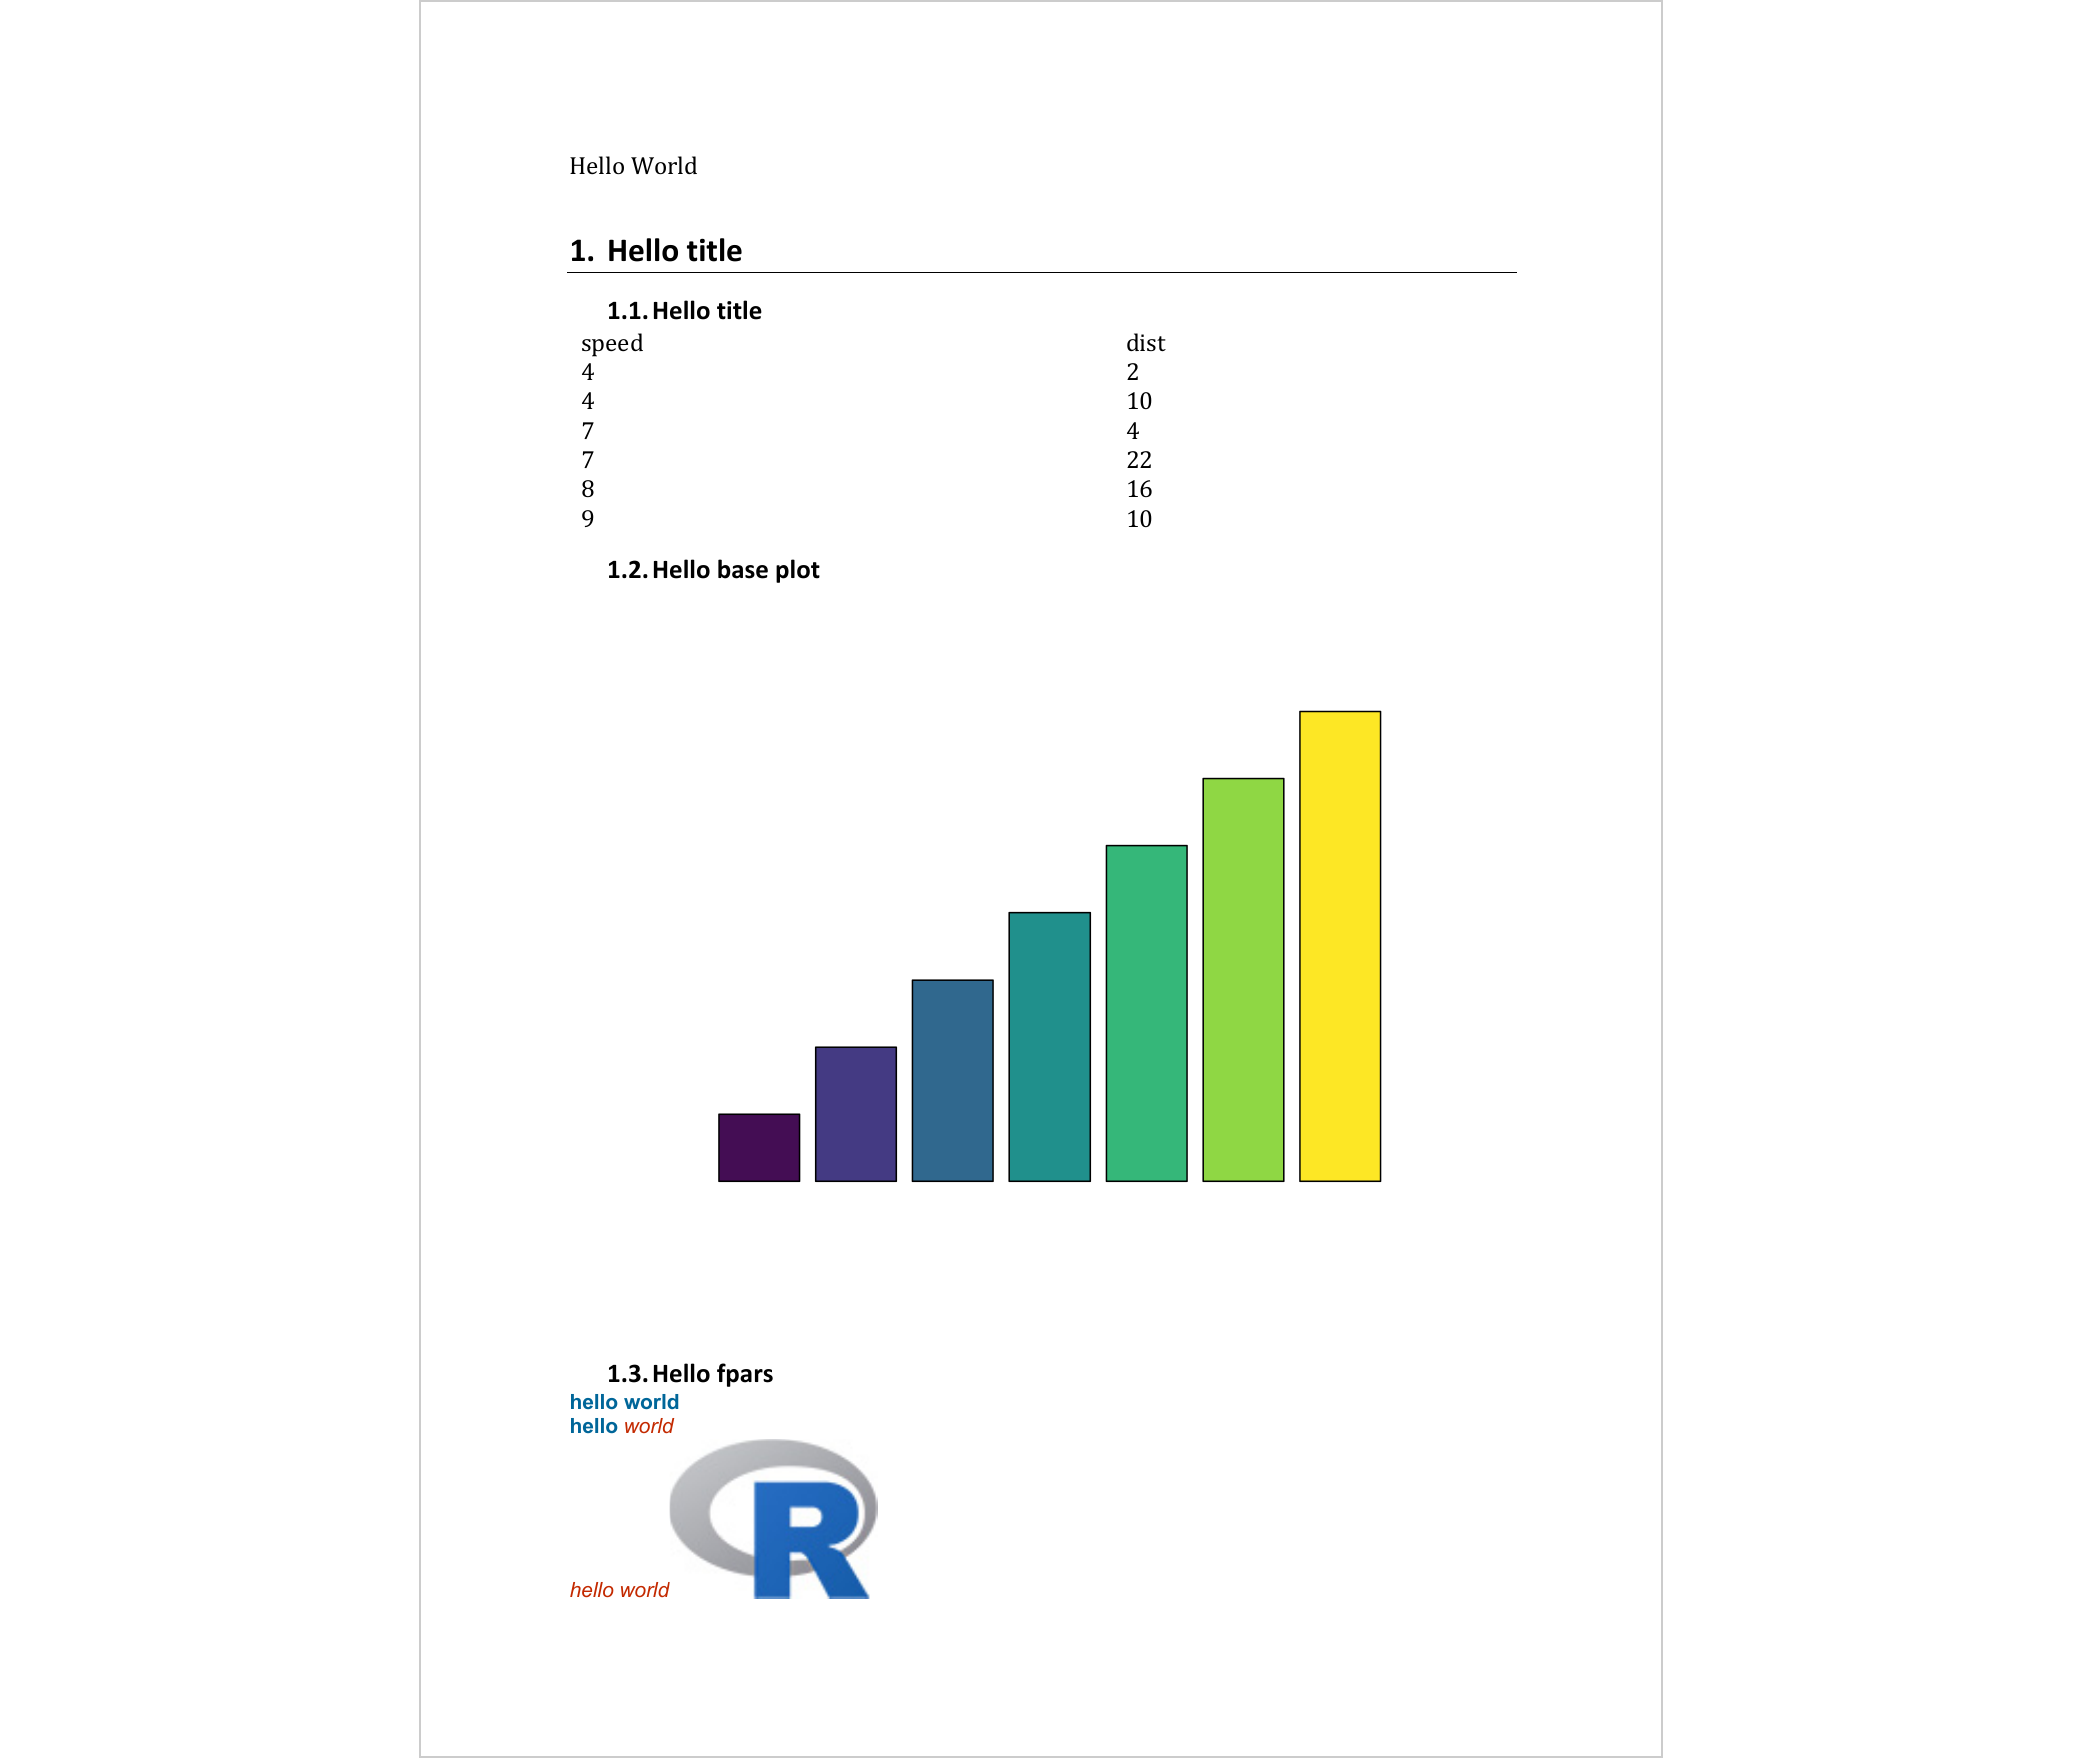 Hello World
1. Hello title
1.1. Hello title
speed dist
4 2
4 10
7 4
7 22
8 16
9 10
1.2. Hello base plot
1.3. Hello fpars
hello world
hello world
R
hello world